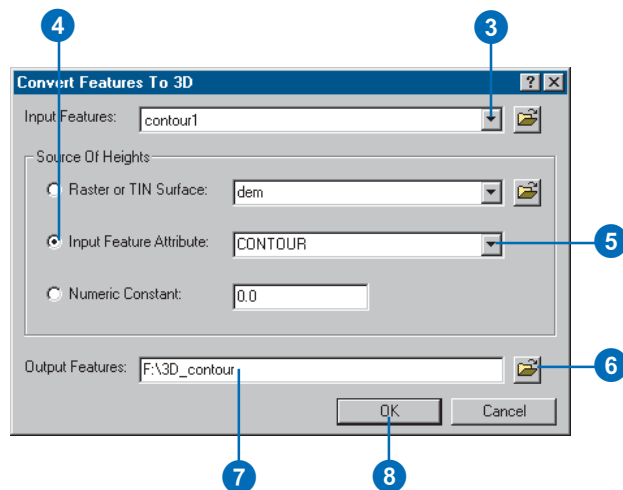 4
3
Convert Features To 3D
Input Features: contour1
Source Of Heights
Raster or TIN Surface: dem
Input Feature Attribute: CONTOUR
5
Numeric Constant: 0.0
Output Features: F:\3D_contour
6
OK Cancel
7
8